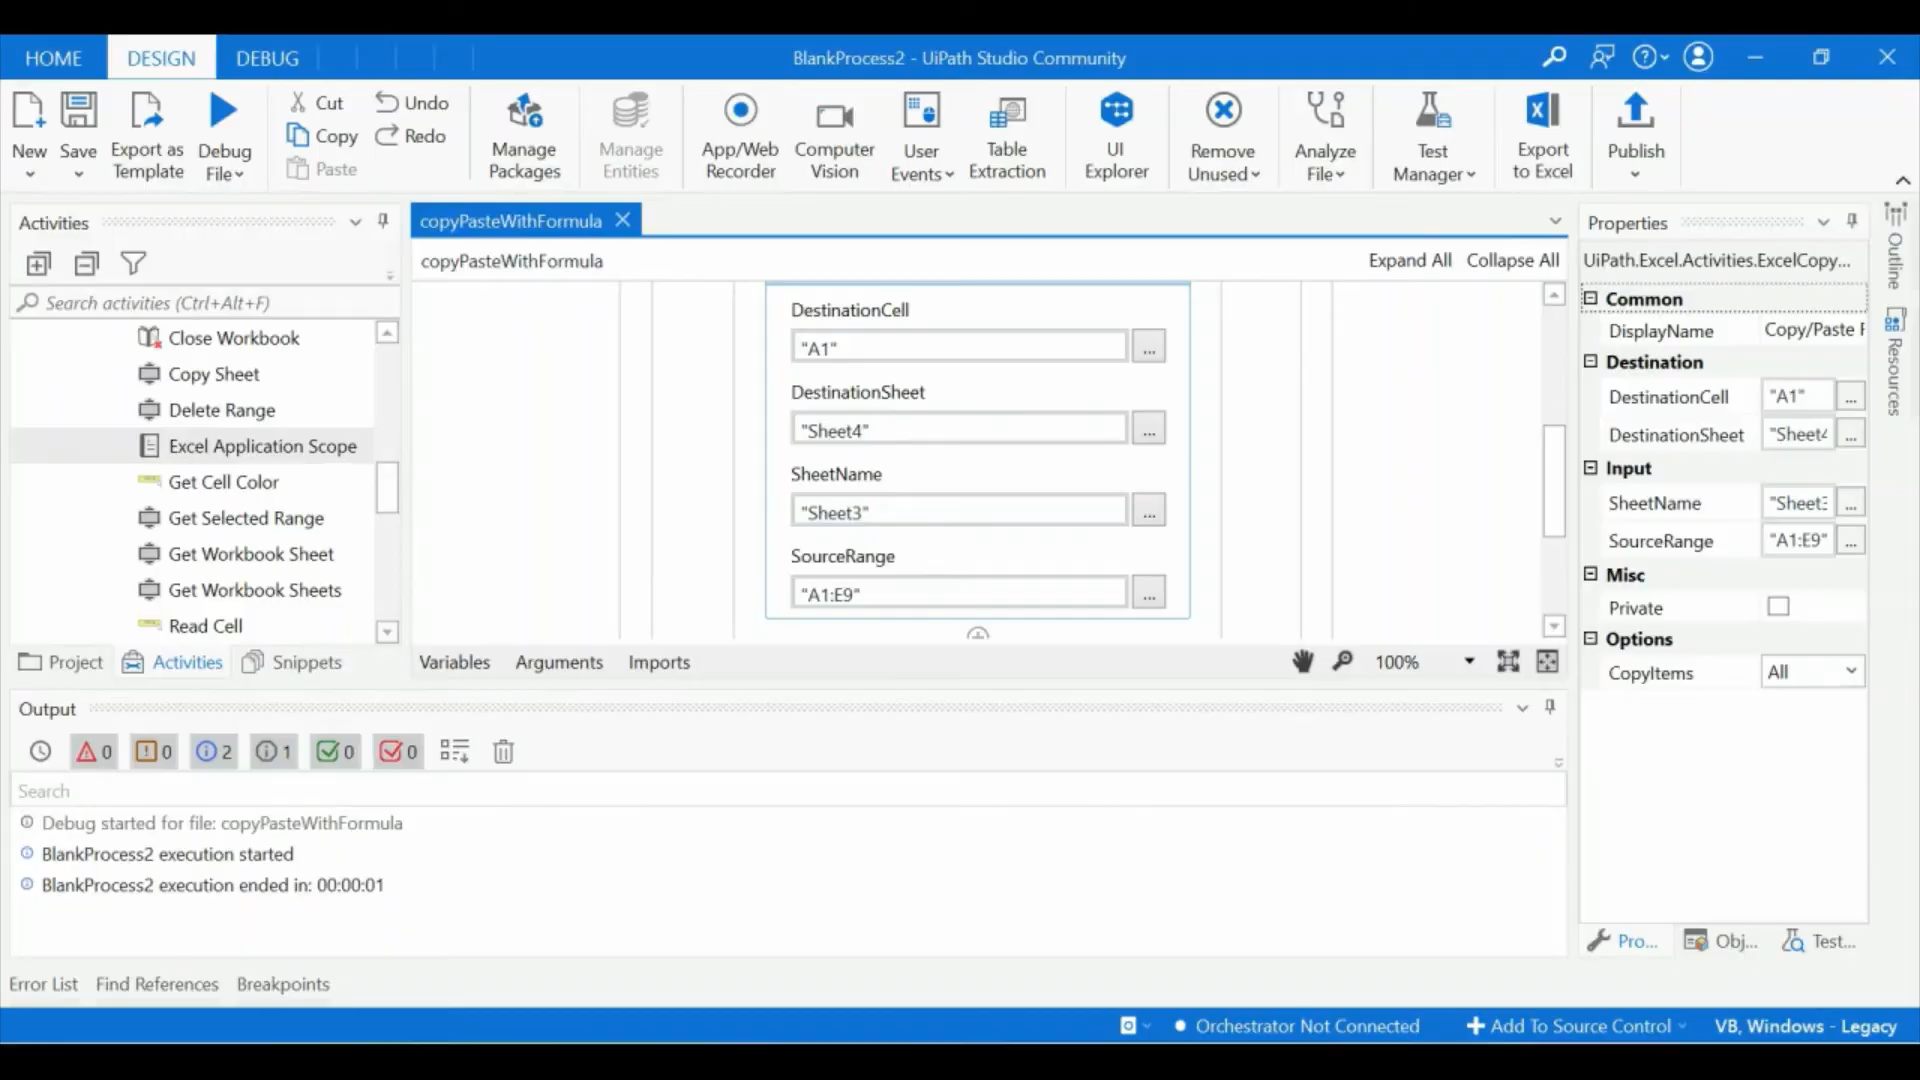 HOME DESIGN DEBUG BlankProcess2 - UiPath Studio Community
New Save Export as Template Debug File
Cut Undo
Copy Redo
Paste
Manage Packages Manage Entities App/Web Recorder Computer Vision User Events Table Extraction UI Explorer Remove Unused Analyze File Test Manager Export to Excel Publish
Activities
Search activities (Ctrl+Alt+F)
Close Workbook
Copy Sheet
Delete Range
Excel Application Scope
Get Cell Color
Get Selected Range
Get Workbook Sheet
Get Workbook Sheets
Read Cell
Project Activities Snippets
copyPasteWithFormula
copyPasteWithFormula Expand All Collapse All
DestinationCell
"A1" ...
DestinationSheet
"Sheet4" ...
SheetName
"Sheet3" ...
SourceRange
"A1:E9" ...
Variables Arguments Imports 100%
Properties
UiPath.Excel.Activities.ExcelCopy...
Common
DisplayName Copy/Paste
Destination
DestinationCell "A1" ...
DestinationSheet "Sheet4 ...
Input
SheetName "Sheet3 ...
SourceRange "A1:E9" ...
Misc
Private
Options
CopyItems All
Pro... Obj... Test...
Outline
Resources
Output
0 0 2 1 0 0
Search
Debug started for file: copyPasteWithFormula
BlankProcess2 execution started
BlankProcess2 execution ended in: 00:00:01
Error List Find References Breakpoints
Orchestrator Not Connected Add To Source Control VB, Windows - Legacy